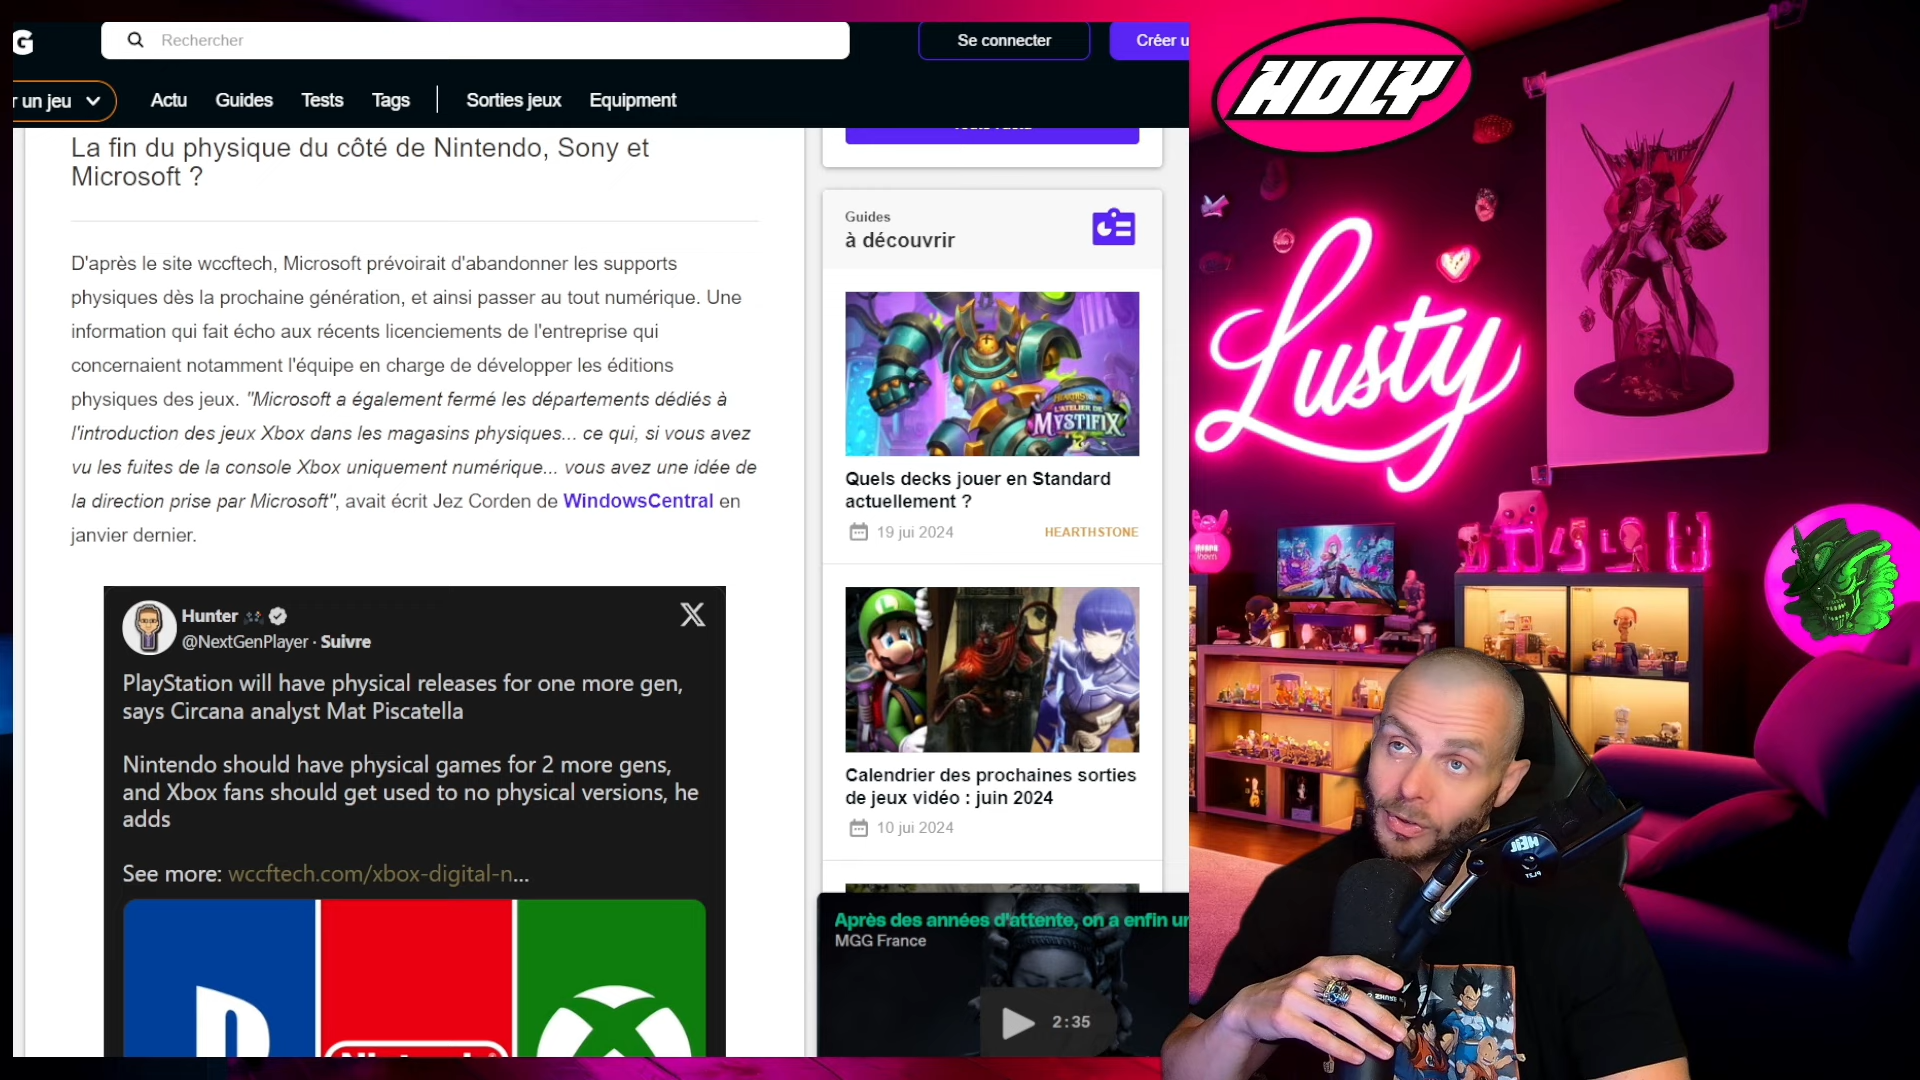 G
Rechercher
Se connecter
Créer u
r un jeu
Actu
Guides
Tests
Tags
Sorties jeux
Equipment
La fin du physique du côté de Nintendo, Sony et
Microsoft ?
D'après le site wccftech, Microsoft prévoirait d'abandonner les supports
physiques dès la prochaine génération, et ainsi passer au tout numérique. Une
information qui fait écho aux récents licenciements de l'entreprise qui
concernaient notamment l'équipe en charge de développer les éditions
physiques des jeux. "Microsoft a également fermé les départements dédiés à
l'introduction des jeux Xbox dans les magasins physiques... ce qui, si vous avez
vu les fuites de la console Xbox uniquement numérique... vous avez une idée de
la direction prise par Microsoft", avait écrit Jez Corden de WindowsCentral en
janvier dernier.
Hunter
@NextGenPlayer · Suivre
PlayStation will have physical releases for one more gen,
says Circana analyst Mat Piscatella
Nintendo should have physical games for 2 more gens,
and Xbox fans should get used to no physical versions, he
adds
See more: wccftech.com/xbox-digital-n...
Nintendo
Guides
à découvrir
HEARTHSTONE
L'ATELIER DE
MYSTIFIX
Quels decks jouer en Standard
actuellement ?
19 jui 2024
HEARTHSTONE
Calendrier des prochaines sorties
de jeux vidéo : juin 2024
10 jui 2024
Après des années d'attente, on a enfin un
MGG France
2:35
HOLY
Lusty